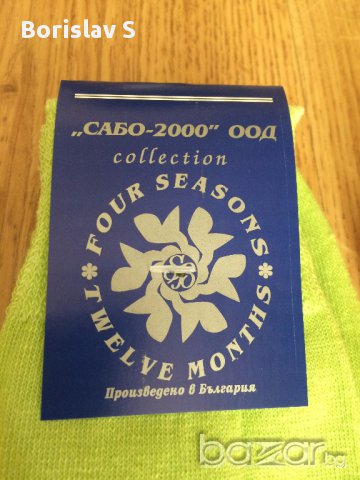 Borislav S
„САБО-2000” ООД
collection
FOUR SEASONS
* TWELVE MONTHS *
Произведено в България
bazar.bg